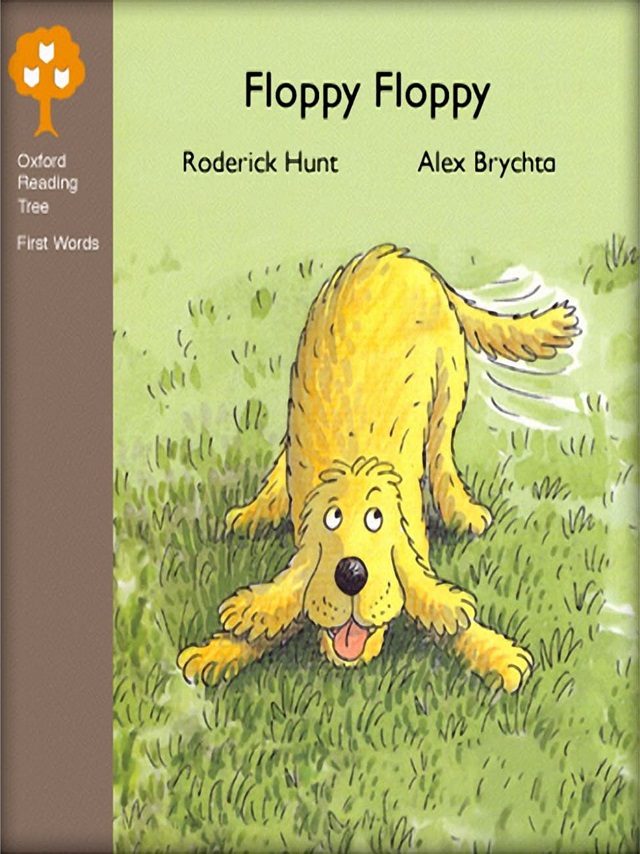 Floppy Floppy
Roderick Hunt Alex Brychta
Oxford
Reading
Tree
First Words